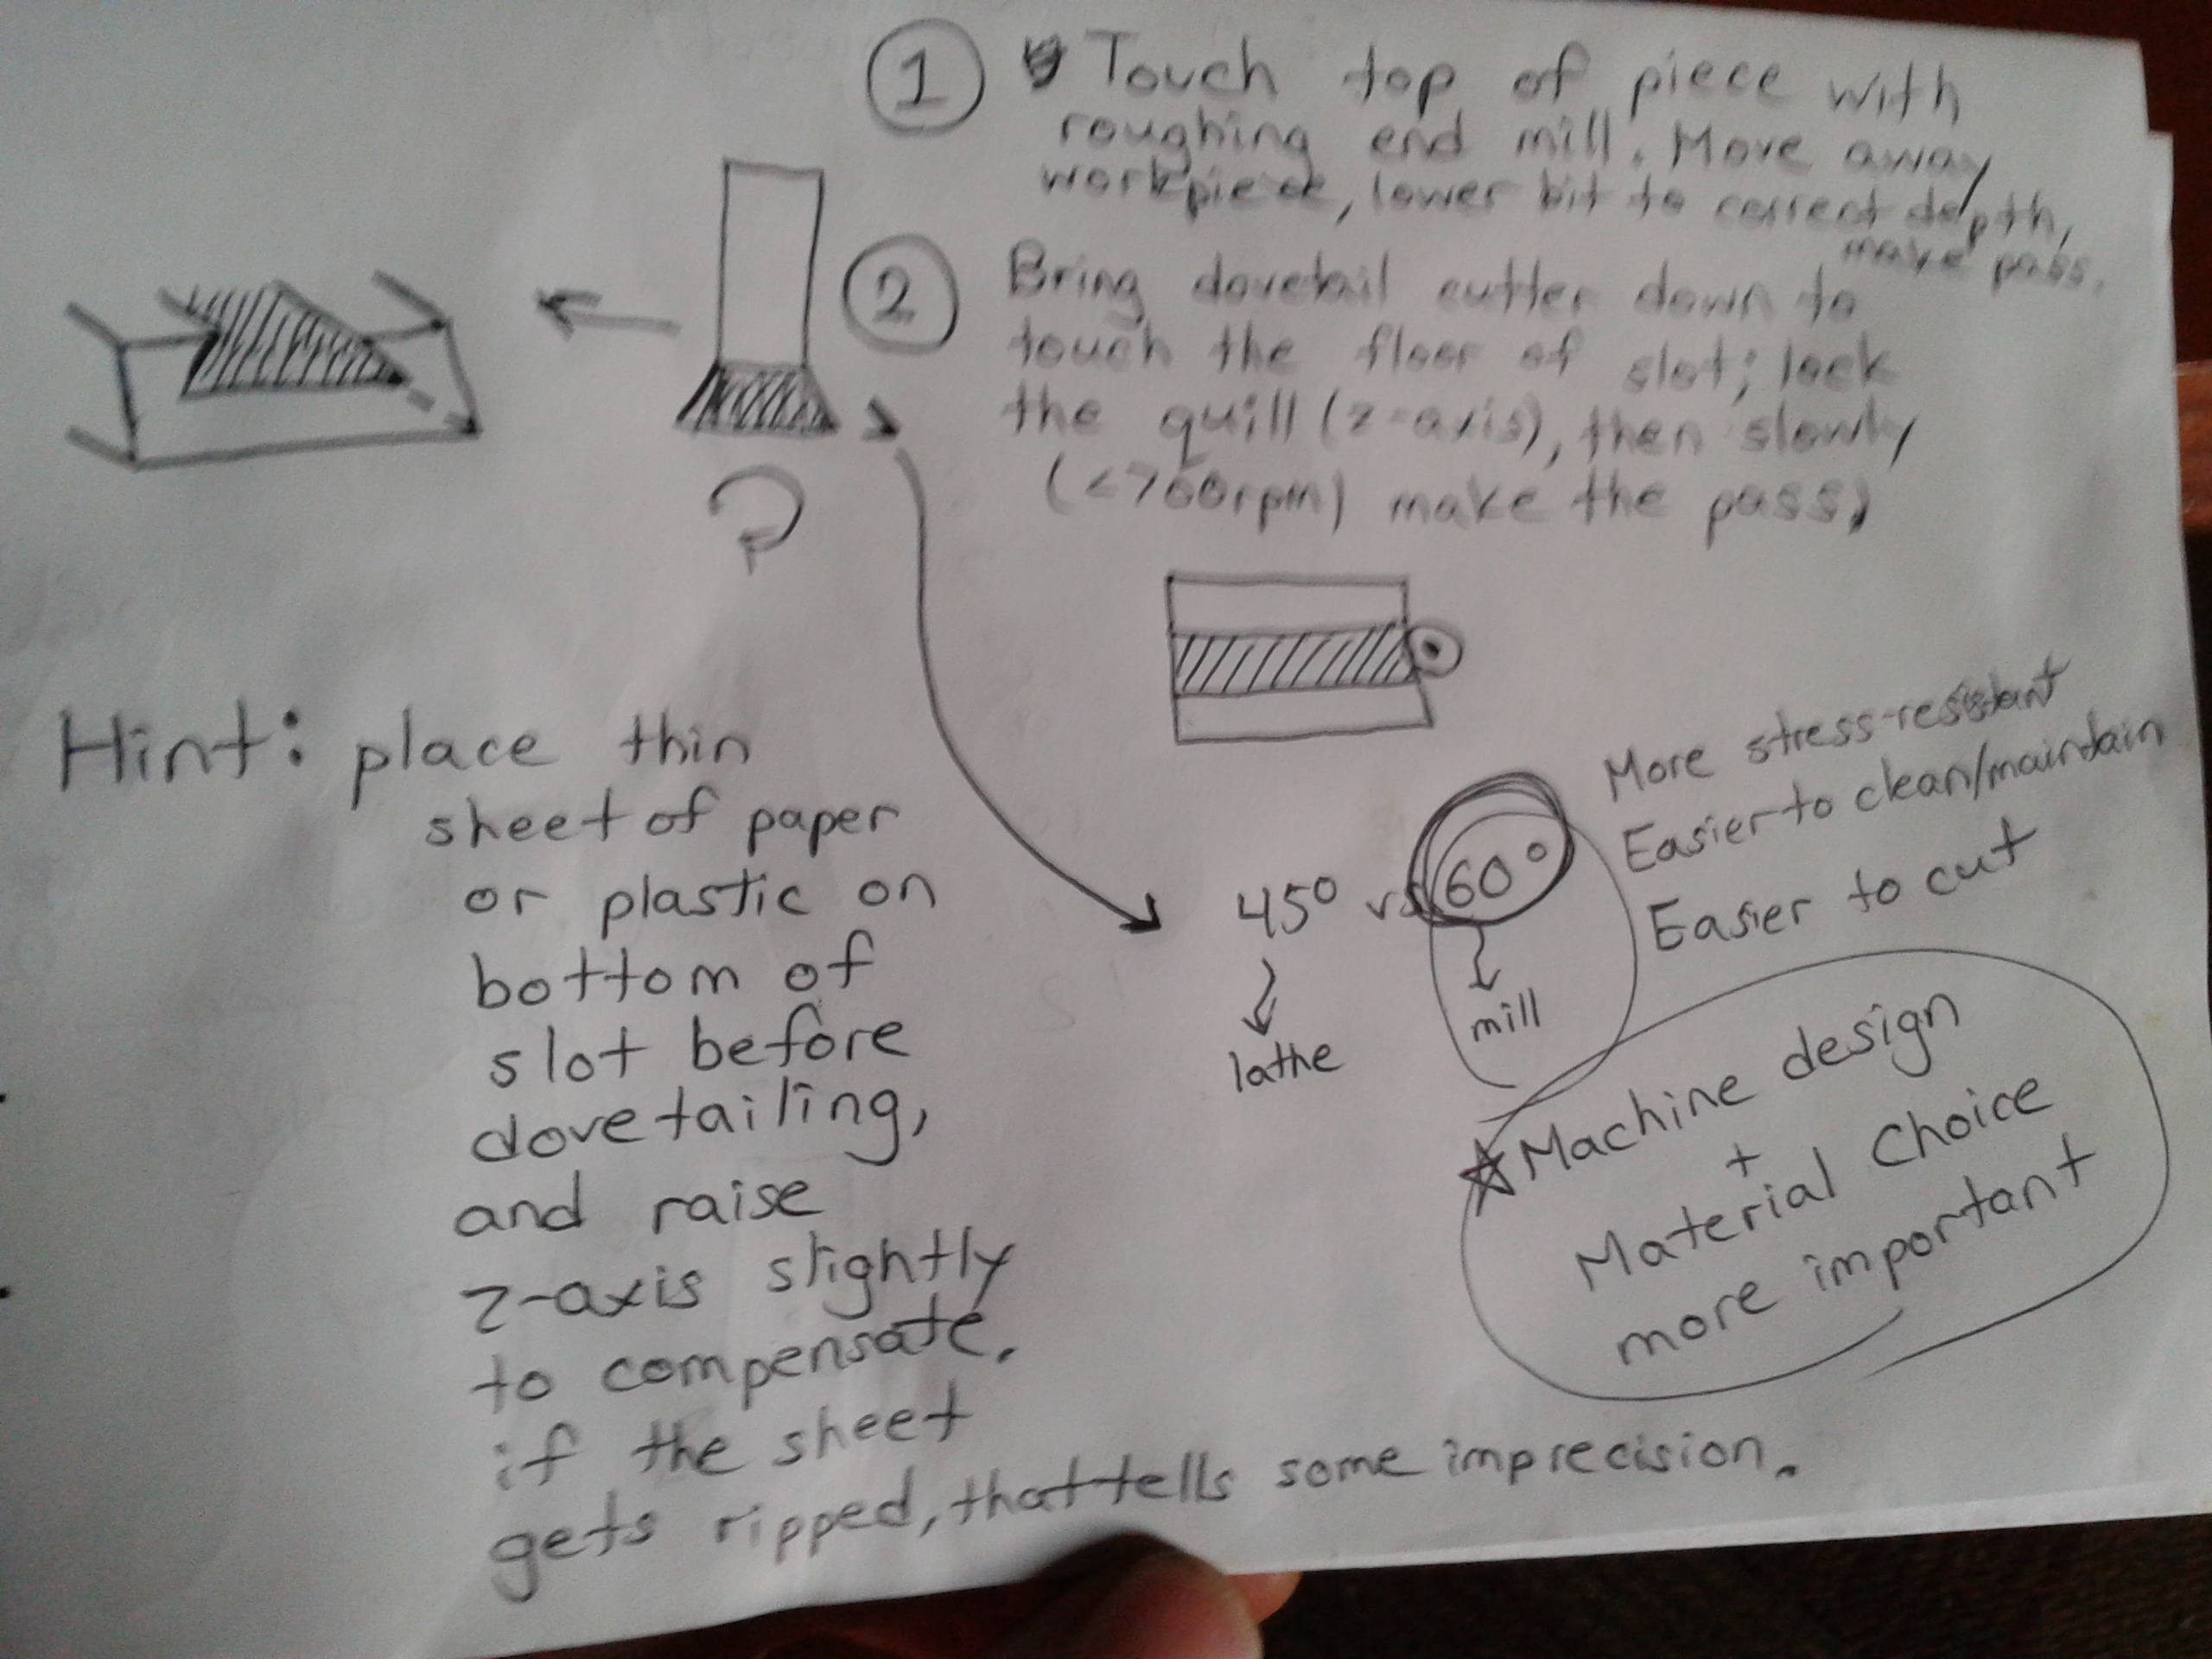 1 Touch top of piece with
roughing end mill. Move away
workpiece, lower bit to correct depth,
make pass.
2 Bring dovetail cutter down to
touch the floor of slot; lock
the quill (z-axis), then slowly
(<700rpm) make the pass,
Hint: place thin
sheet of paper
or plastic on
bottom of
slot before
dovetailing,
and raise
z-axis slightly
to compensate.
if the sheet
gets ripped, that tells some imprecision.
45° vs 60°
lathe
mill
More stress-resistant
Easier to clean/maintain
Easier to cut
Machine design
+
Material Choice
more important